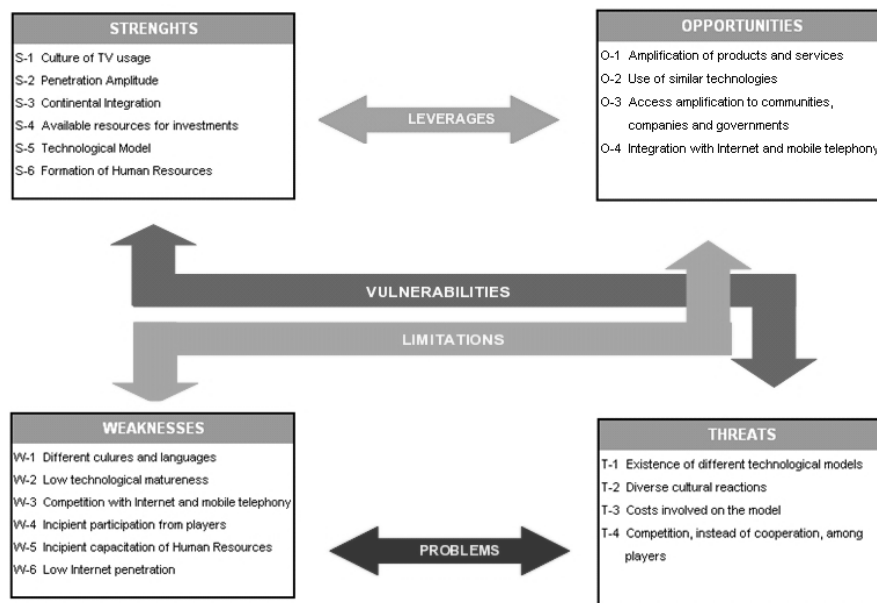 STRENGHTS
S-1 Culture of TV usage
S-2 Penetration Amplitude
S-3 Continental Integration
S-4 Available resources for investments
S-5 Technological Model
S-6 Formation of Human Resources
OPPORTUNITIES
O-1 Amplification of products and services
O-2 Use of similar technologies
O-3 Access amplification to communities,
companies and governments
O-4 Integration with Internet and mobile telephony
LEVERAGES
VULNERABILITIES
LIMITATIONS
WEAKNESSES
W-1 Different culures and languages
W-2 Low technological matureness
W-3 Competition with Internet and mobile telephony
W-4 Incipient participation from players
W-5 Incipient capacitation of Human Resources
W-6 Low Internet penetration
THREATS
T-1 Existence of different technological models
T-2 Diverse cultural reactions
T-3 Costs involved on the model
T-4 Competition, instead of cooperation, among
players
PROBLEMS